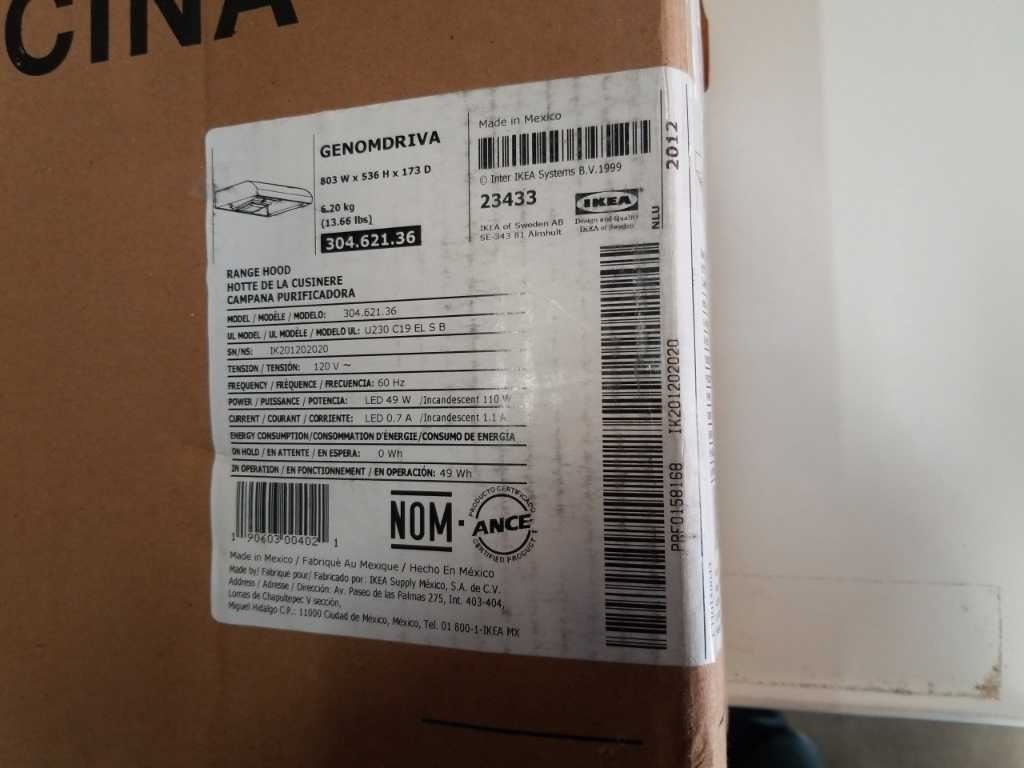 CINA
GENOMDRIVA
803 W x 536 H x 173 D
6.20 kg
(13.66 lbs)
304.621.36
Made in Mexico
© Inter IKEA Systems B.V.1999
23433
IKEA
Design and Quality
IKEA of Sweden
IKEA of Sweden AB
SE-343 81 Älmhult
NLU
2012
RANGE HOOD
HOTTE DE LA CUSINERE
CAMPANA PURIFICADORA
MODEL / MODÈLE / MODELO: 304.621.36
UL MODEL / UL MODÈLE / MODELO UL: U230 C19 EL S B
SN/NS: IK201202020
TENSION / TENSIÓN: 120 V ~
FREQUENCY / FRÉQUENCE / FRECUENCIA: 60 Hz
POWER / PUISSANCE / POTENCIA: LED 49 W /Incandescent 110 W
CURRENT / COURANT / CORRIENTE: LED 0.7 A /Incandescent 1.1 A
ENERGY CONSUMPTION/CONSOMMATION D'ÉNERGIE/CONSUMO DE ENERGÍA
ON HOLD / EN ATTENTE / EN ESPERA: 0 Wh
IN OPERATION / EN FONCTIONNEMENT / EN OPERACIÓN: 49 Wh
1 90603 00402 1
NOM
PRODUCTO CERTIFICADO
ANCE
CERTIFIED PRODUCT
Made in Mexico / Fabriqué Au Mexique / Hecho En México
Made by/ Fabrique pour/ Fabricado por: IKEA Supply México, S.A. de C.V.
Address / Adresse / Dirección: Av. Paseo de las Palmas 275, Int. 403-404,
Lomas de Chapultepec V sección,
Miguel Hidalgo C.P.: 11000 Ciudad de México, México, Tel. 01 800-1-IKEA MX
PRF0158168 IK201202020